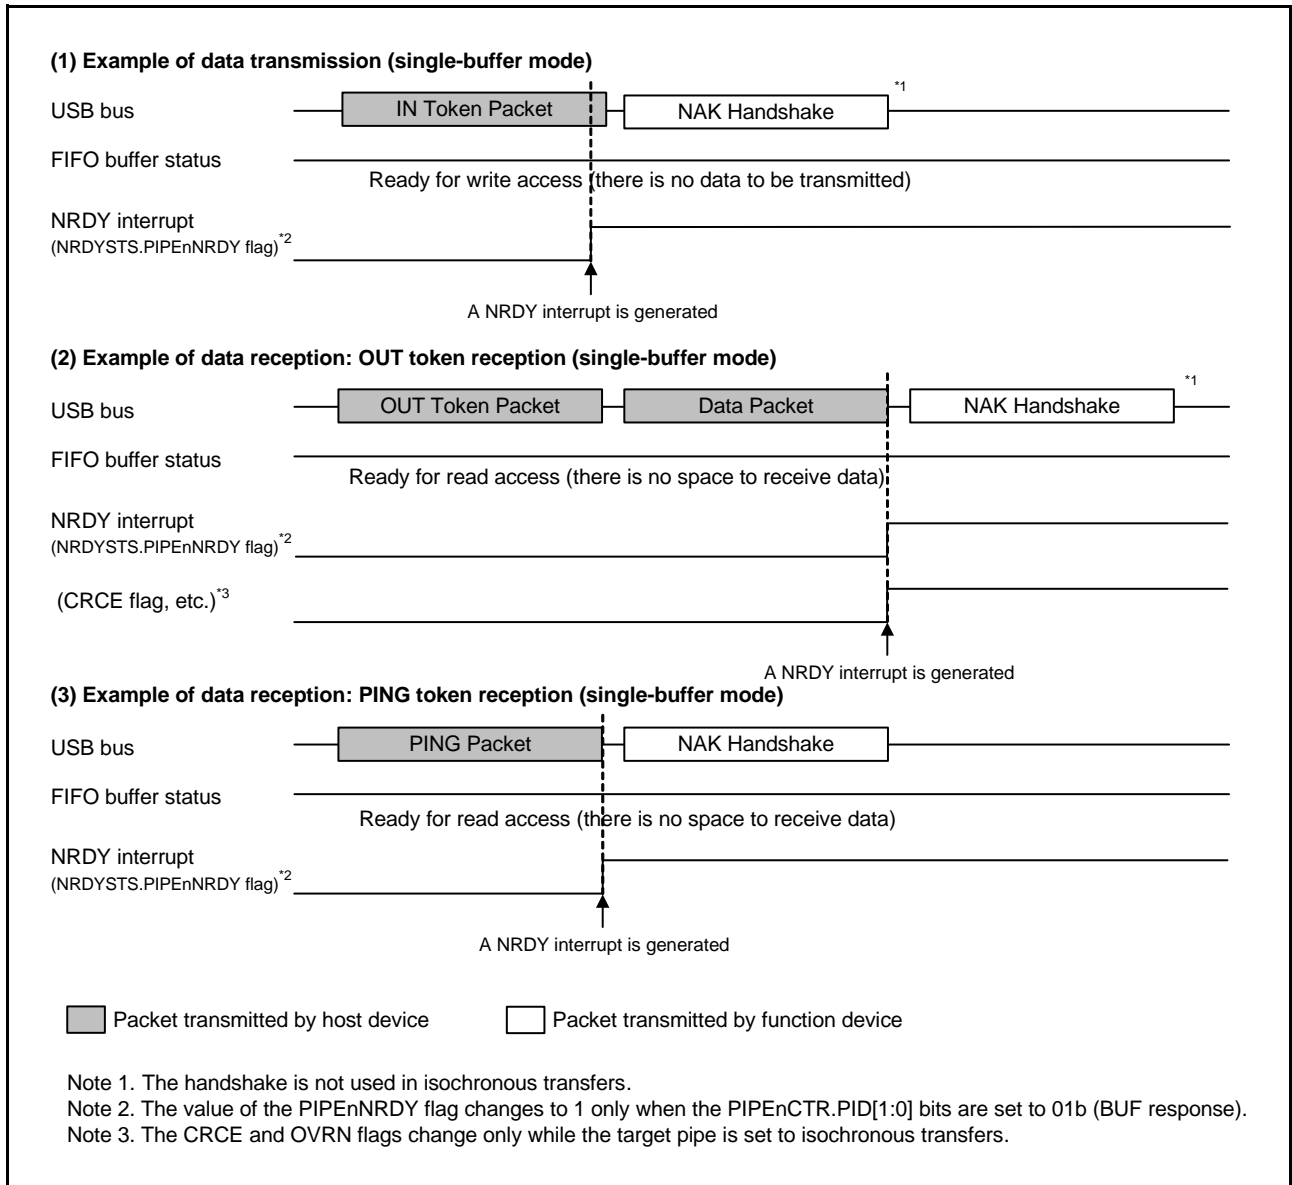 (1) Example of data transmission (single-buffer mode)
USB bus
IN Token Packet
NAK Handshake
*1
FIFO buffer status
Ready for write access (there is no data to be transmitted)
NRDY interrupt
(NRDYSTS.PIPEnNRDY flag)*2
A NRDY interrupt is generated
(2) Example of data reception: OUT token reception (single-buffer mode)
USB bus
OUT Token Packet
Data Packet
NAK Handshake
*1
FIFO buffer status
Ready for read access (there is no space to receive data)
NRDY interrupt
(NRDYSTS.PIPEnNRDY flag)*2
(CRCE flag, etc.)*3
A NRDY interrupt is generated
(3) Example of data reception: PING token reception (single-buffer mode)
USB bus
PING Packet
NAK Handshake
FIFO buffer status
Ready for read access (there is no space to receive data)
NRDY interrupt
(NRDYSTS.PIPEnNRDY flag)*2
A NRDY interrupt is generated
Packet transmitted by host device
Packet transmitted by function device
Note 1. The handshake is not used in isochronous transfers.
Note 2. The value of the PIPEnNRDY flag changes to 1 only when the PIPEnCTR.PID[1:0] bits are set to 01b (BUF response).
Note 3. The CRCE and OVRN flags change only while the target pipe is set to isochronous transfers.